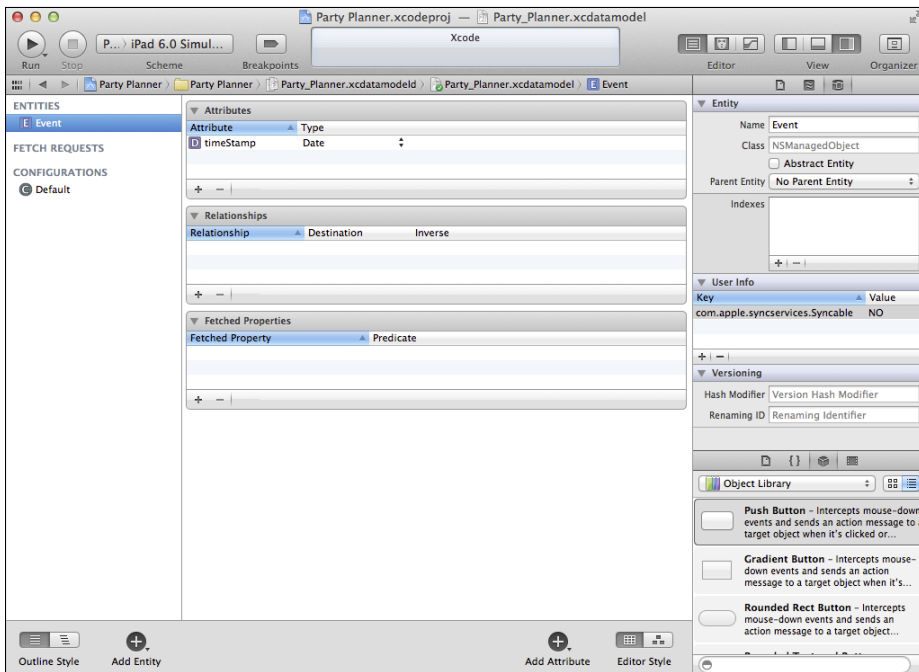 Party Planner.xcodeproj — Party_Planner.xcdatamodel
Xcode
P... iPad 6.0 Simul...
Run Stop Scheme Breakpoints Editor View Organizer
Party Planner Party Planner Party_Planner.xcdatamodeld Party_Planner.xcdatamodel E Event
ENTITIES
E Event
FETCH REQUESTS
CONFIGURATIONS
C Default
Attributes
Attribute Type
D timeStamp Date
+ −
Relationships
Relationship Destination Inverse
+ −
Fetched Properties
Fetched Property Predicate
+ −
Entity
Name Event
Class NSManagedObject
Abstract Entity
Parent Entity No Parent Entity
Indexes
+ −
User Info
Key Value
com.apple.syncservices.Syncable NO
+ −
Versioning
Hash Modifier Version Hash Modifier
Renaming ID Renaming Identifier
{}
Object Library
Push Button – Intercepts mouse-down
events and sends an action message to a
target object when it's clicked or...
Gradient Button – Intercepts mouse-
down events and sends an action
message to a target object when it's...
Rounded Rect Button – Intercepts
mouse-down events and sends an
action message to a target object...
Outline Style Add Entity Add Attribute Editor Style